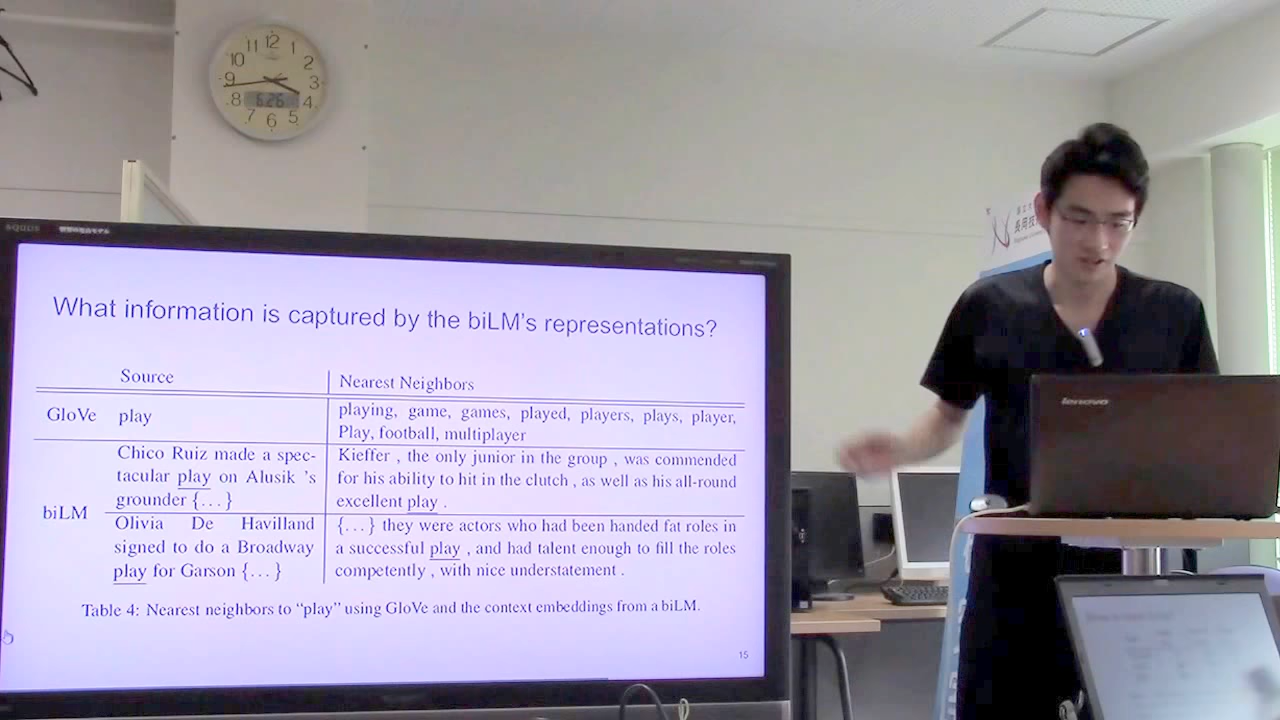 12
11 1
10 2
9 3
8 6.26 4
7 5
6
AQUOS
長岡技
What information is captured by the biLM's representations?
Source Nearest Neighbors
GloVe play playing, game, games, played, players, plays, player,
Play, football, multiplayer
biLM
Chico Ruiz made a spec-
tacular play on Alusik 's
grounder {...}
Kieffer , the only junior in the group , was commended
for his ability to hit in the clutch , as well as his all-round
excellent play .
Olivia De Havilland
signed to do a Broadway
play for Garson {...}
{...} they were actors who had been handed fat roles in
a successful play , and had talent enough to fill the roles
competently , with nice understatement .
Table 4: Nearest neighbors to "play" using GloVe and the context embeddings from a biLM.
15
lenovo